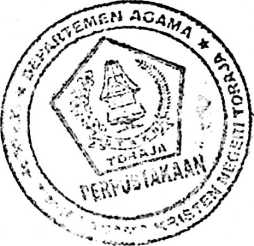 DEPARTEMEN AGAMA
TORAJA
PERPUSTAKAAN
KRISTEN NEGERI TORAJA